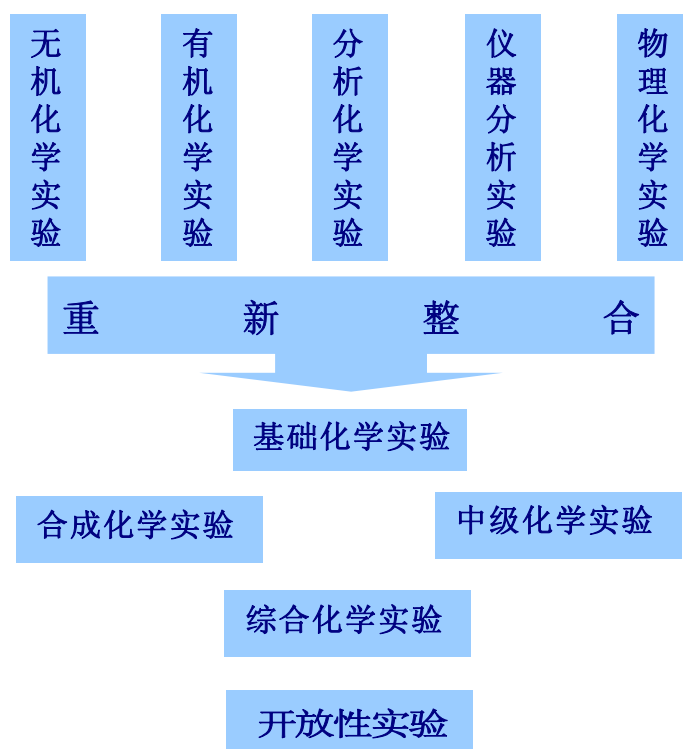 无机化学实验
有机化学实验
分析化学实验
仪器分析实验
物理化学实验
重新整合
基础化学实验
合成化学实验
中级化学实验
综合化学实验
开放性实验